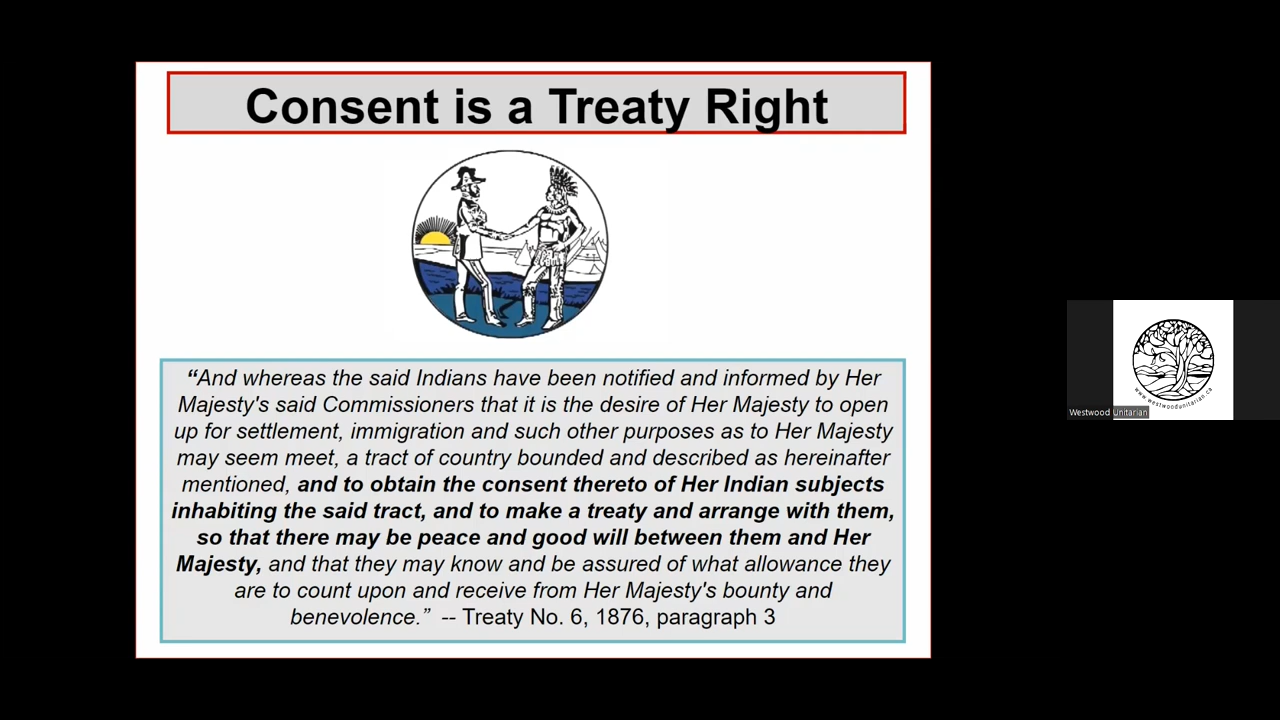 Consent is a Treaty Right
“And whereas the said Indians have been notified and informed by Her
Majesty's said Commissioners that it is the desire of Her Majesty to open
up for settlement, immigration and such other purposes as to Her Majesty
may seem meet, a tract of country bounded and described as hereinafter
mentioned, and to obtain the consent thereto of Her Indian subjects
inhabiting the said tract, and to make a treaty and arrange with them,
so that there may be peace and good will between them and Her
Majesty, and that they may know and be assured of what allowance they
are to count upon and receive from Her Majesty's bounty and
benevolence.” -- Treaty No. 6, 1876, paragraph 3
www.westwoodunitarian.ca
Westwood Unitarian